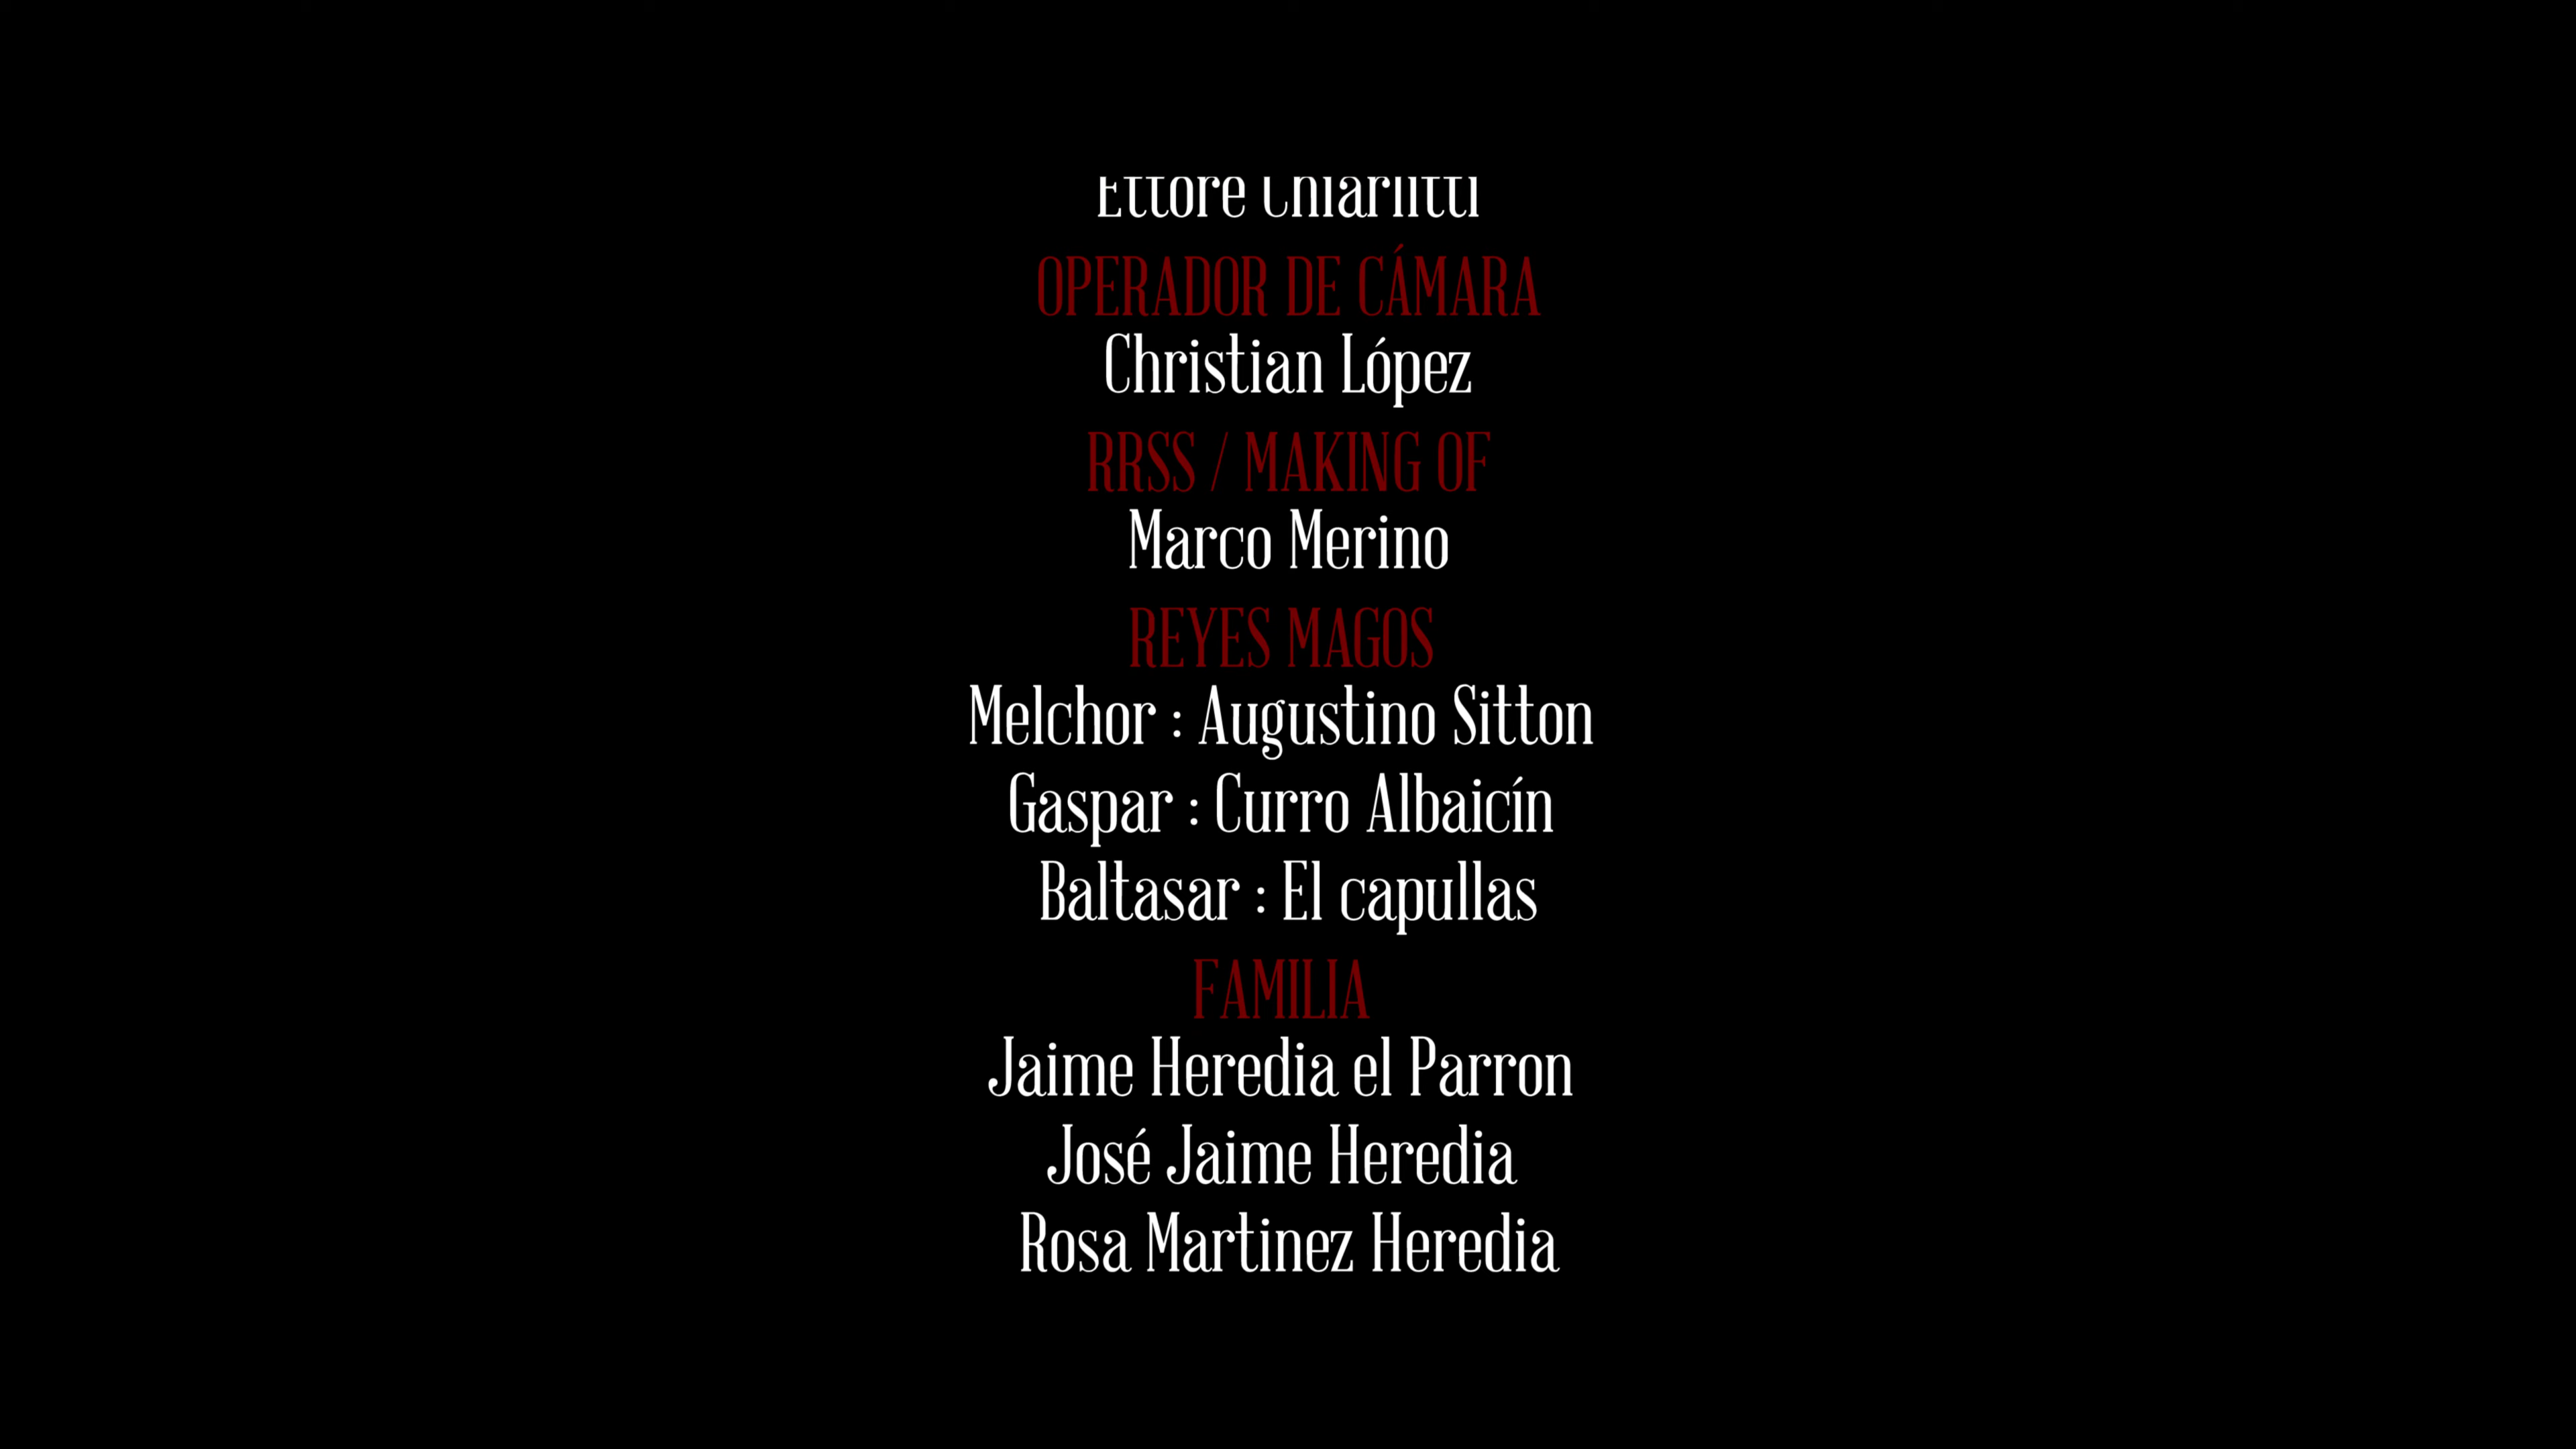 Ettore
OPERADOR DE CÁMARA
Christian López
RRSS / MAKING OF
Marco Merino
REYES MAGOS
Melchor : Augustino Sitton
Gaspar : Curro Albaicín
Baltasar : El capullas
FAMILIA
Jaime Heredia el Parron
José Jaime Heredia
Rosa Martinez Heredia